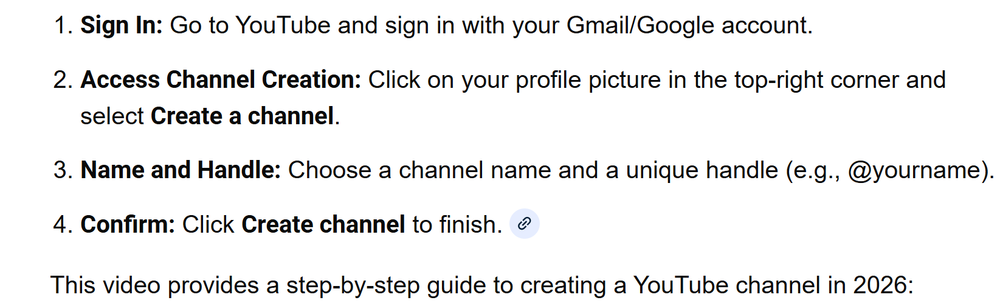 1. Sign In: Go to YouTube and sign in with your Gmail/Google account.
2. Access Channel Creation: Click on your profile picture in the top-right corner and
select Create a channel.
3. Name and Handle: Choose a channel name and a unique handle (e.g., @yourname).
4. Confirm: Click Create channel to finish.
This video provides a step-by-step guide to creating a YouTube channel in 2026: